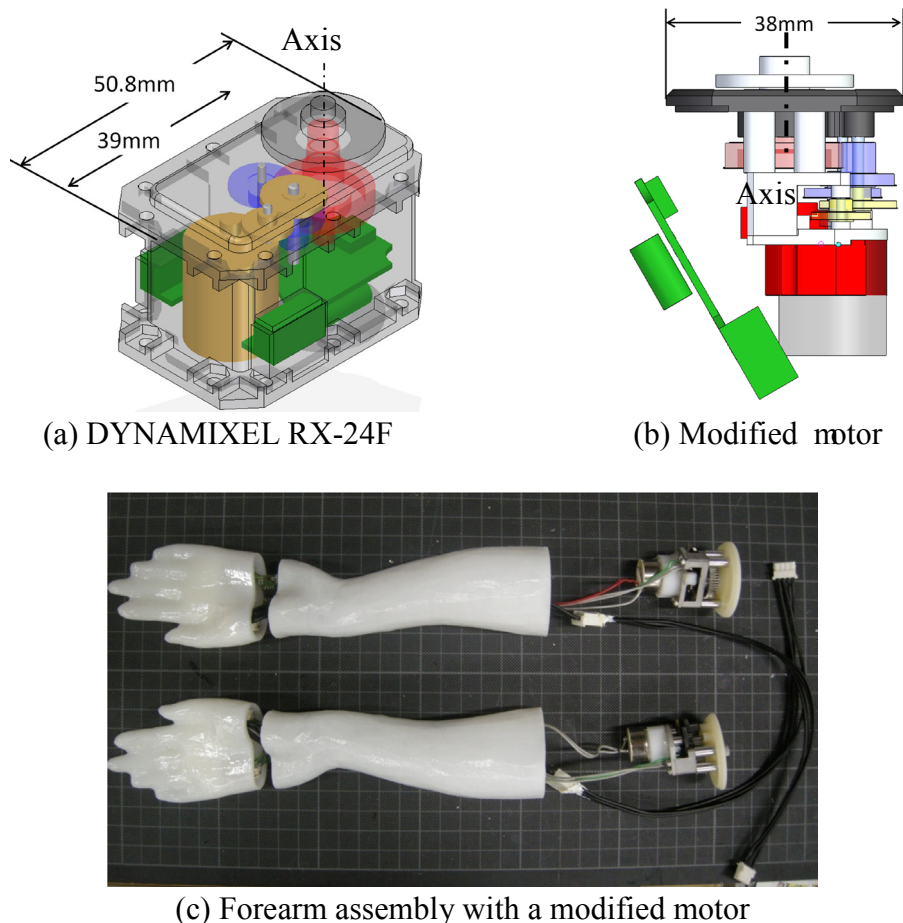 Axis
50.8mm
39mm
38mm
Axis
(a) DYNAMIXEL RX-24F
(b) Modified motor
(c) Forearm assembly with a modified motor